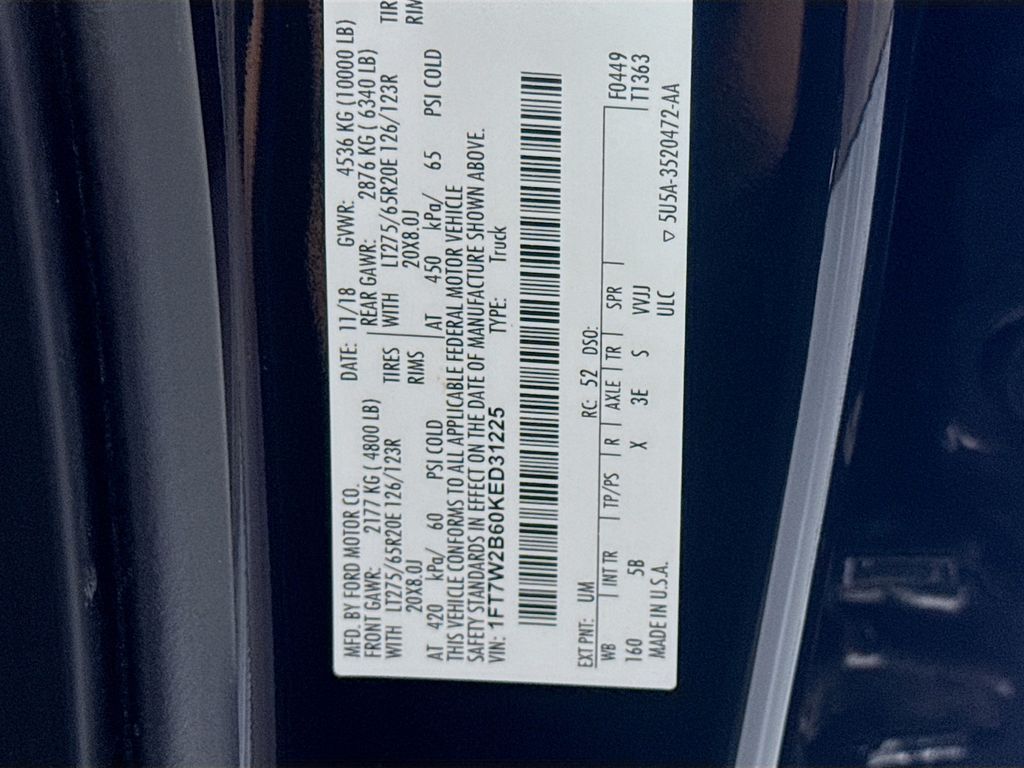 MFD. BY FORD MOTOR CO. DATE: 11/18 GVWR: 4536 KG (10000 LB)
FRONT GAWR: 2177 KG ( 4800 LB) REAR GAWR: 2876 KG ( 6340 LB)
WITH LT275/65R20E 126/123R TIRES WITH LT275/65R20E 126/123R TIR
20X8.0J RIMS 20X8.0J RIM
AT 420 kPa/ 60 PSI COLD AT 450 kPa/ 65 PSI COLD
THIS VEHICLE CONFORMS TO ALL APPLICABLE FEDERAL MOTOR VEHICLE
SAFETY STANDARDS IN EFFECT ON THE DATE OF MANUFACTURE SHOWN ABOVE.
VIN: 1FT7W2B60KED31225 TYPE: Truck
EXT PNT: UM RC: 52 DSO:
WB INT TR TP/PS R AXLE TR SPR F0449
160 5B X 3E S VVJJ T1363
MADE IN U.S.A. ULC ▽ 5U5A-3520472-AA